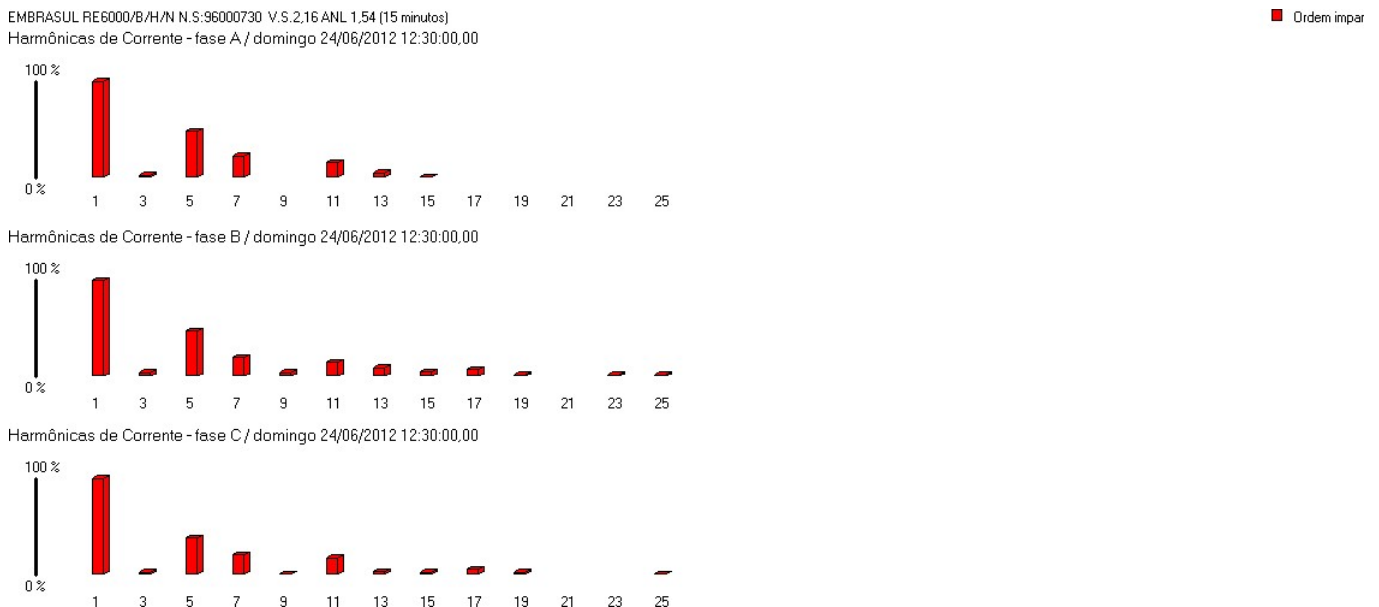 EMBRASUL RE6000/B/H/N N.S:96000730 V.S.2,16 ANL 1,54 (15 minutos)
Ordem impar
Harmônicas de Corrente - fase A / domingo 24/06/2012 12:30:00,00
100 %
0 %
1 3 5 7 9 11 13 15 17 19 21 23 25
Harmônicas de Corrente - fase B / domingo 24/06/2012 12:30:00,00
100 %
0 %
1 3 5 7 9 11 13 15 17 19 21 23 25
Harmônicas de Corrente - fase C / domingo 24/06/2012 12:30:00,00
100 %
0 %
1 3 5 7 9 11 13 15 17 19 21 23 25